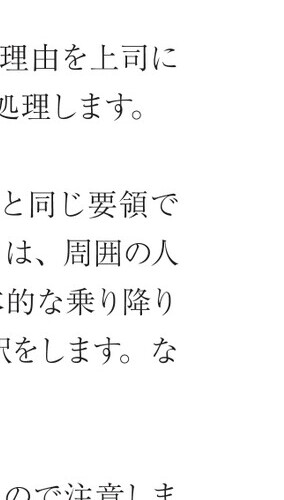 理由を上司に
処理します。
と同じ要領で
は、周囲の人
的な乗り降り
をします。な
ので注意しま